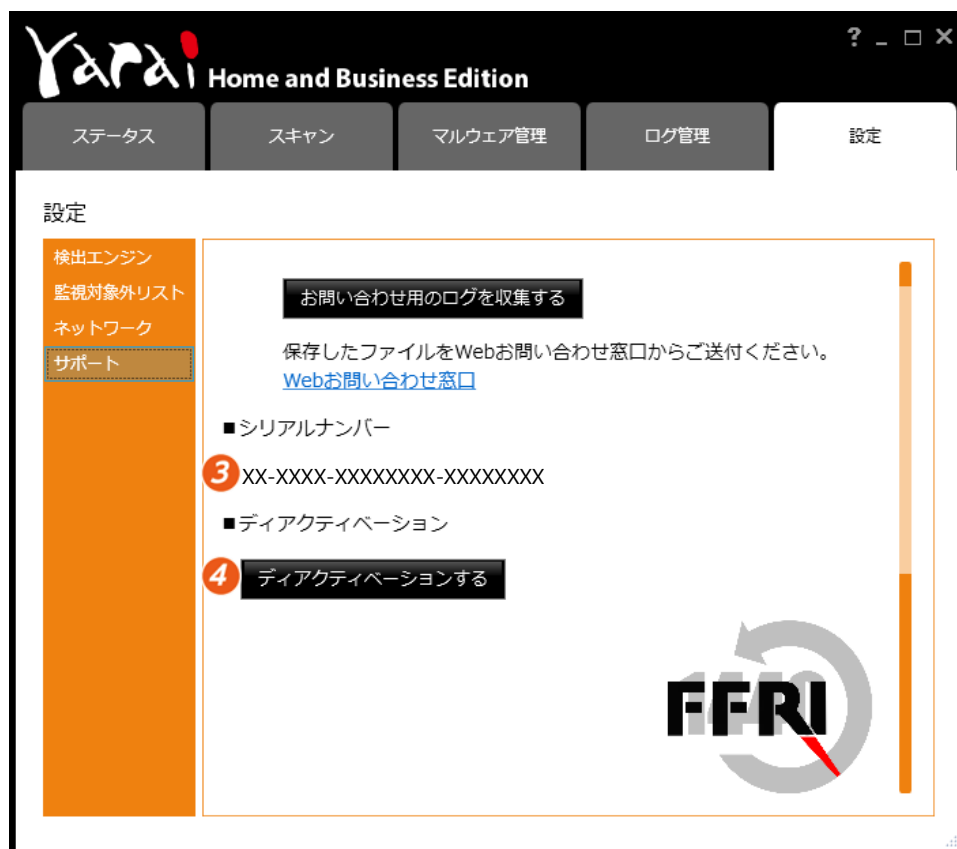 Yarai Home and Business Edition
? _ □ ×
ステータス スキャン マルウェア管理 ログ管理 設定
設定
検出エンジン
監視対象外リスト
ネットワーク
サポート
お問い合わせ用のログを収集する
保存したファイルをWebお問い合わせ窓口からご送付ください。
Webお問い合わせ窓口
■シリアルナンバー
3 XX-XXXX-XXXXXXXX-XXXXXXXX
■ディアクティベーション
4 ディアクティベーションする
FFRI